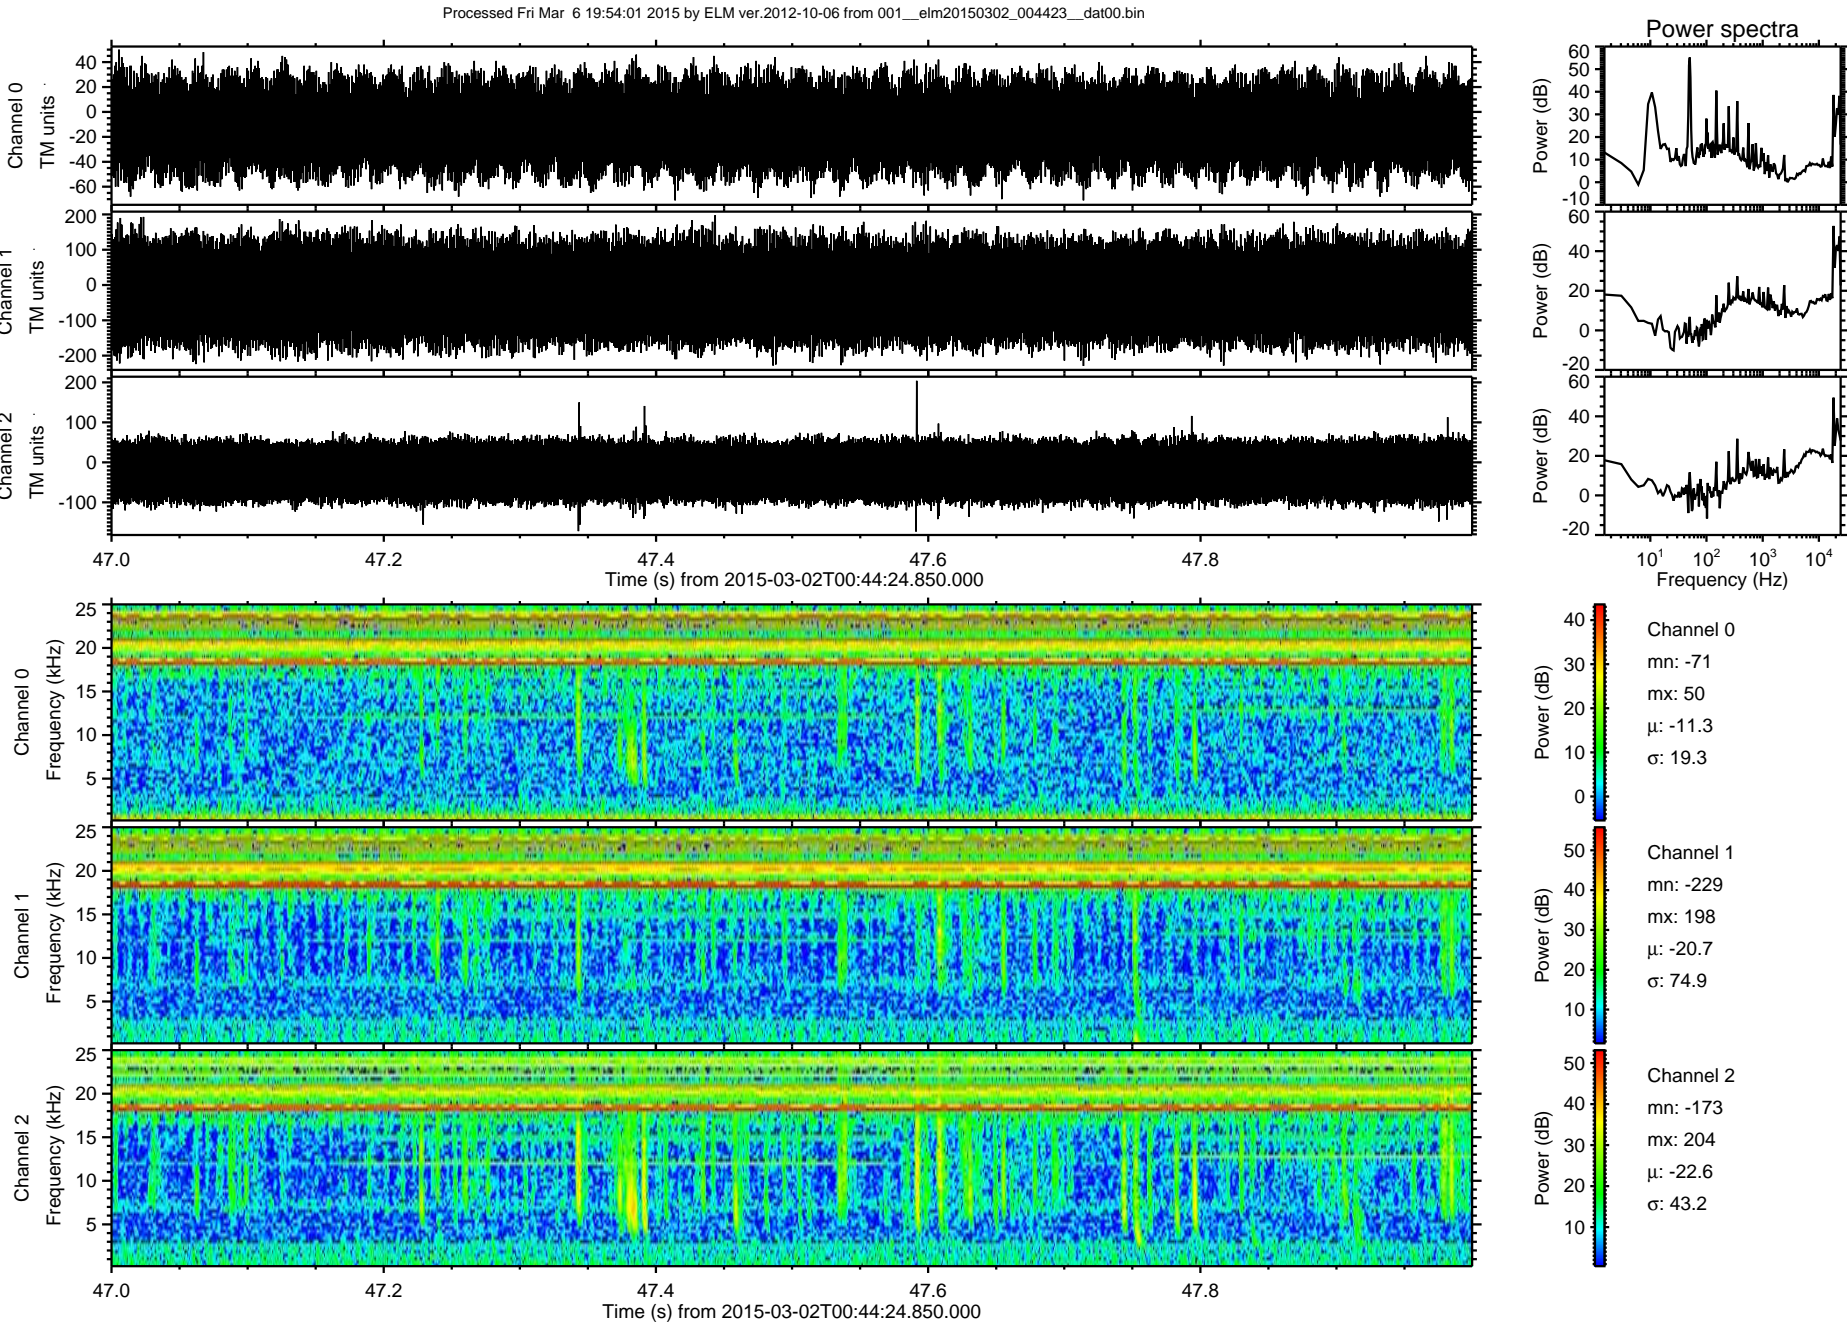 Processed Fri Mar  6 19:54:01 2015 by ELM ver.2012-10-06 from 001__elm20150302_004423__dat00.bin
Power spectra
Channel 0
TM units
40
20
0
-20
-40
-60
Power (dB)
60
50
40
30
20
10
0
-10
Channel 1
TM units
200
100
0
-100
-200
Power (dB)
60
40
20
0
-20
Channel 2
TM units
200
100
0
-100
Power (dB)
60
40
20
0
-20
47.0 47.2 47.4 47.6 47.8
Time (s) from 2015-03-02T00:44:24.850.000
10¹ 10² 10³ 10⁴
Frequency (Hz)
Channel 0
Frequency (kHz)
25
20
15
10
5
Power (dB)
40
30
20
10
0
Channel 0
mn: -71
mx: 50
µ: -11.3
σ: 19.3
Channel 1
Frequency (kHz)
25
20
15
10
5
Power (dB)
50
40
30
20
10
Channel 1
mn: -229
mx: 198
µ: -20.7
σ: 74.9
Channel 2
Frequency (kHz)
25
20
15
10
5
Power (dB)
50
40
30
20
10
Channel 2
mn: -173
mx: 204
µ: -22.6
σ: 43.2
47.0 47.2 47.4 47.6 47.8
Time (s) from 2015-03-02T00:44:24.850.000